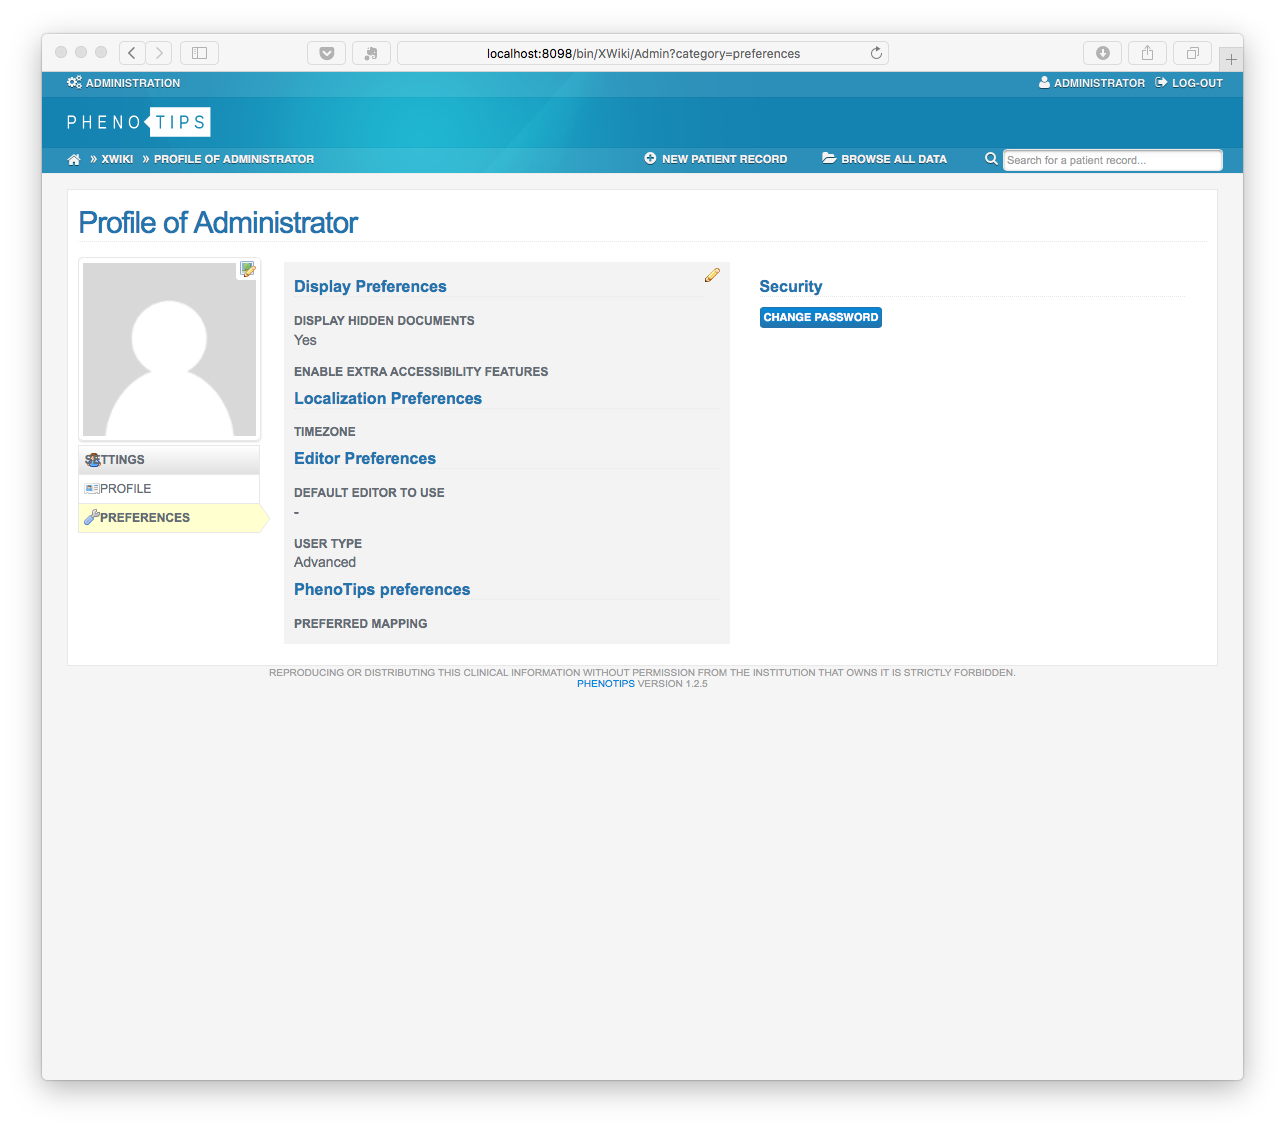 localhost:8098/bin/XWiki/Admin?category=preferences
ADMINISTRATION
ADMINISTRATOR LOG-OUT
PHENO TIPS
» XWIKI » PROFILE OF ADMINISTRATOR
NEW PATIENT RECORD BROWSE ALL DATA Search for a patient record...
Profile of Administrator
SETTINGS
PROFILE
PREFERENCES
Display Preferences
DISPLAY HIDDEN DOCUMENTS
Yes
ENABLE EXTRA ACCESSIBILITY FEATURES
Localization Preferences
TIMEZONE
Editor Preferences
DEFAULT EDITOR TO USE
-
USER TYPE
Advanced
PhenoTips preferences
PREFERRED MAPPING
Security
CHANGE PASSWORD
REPRODUCING OR DISTRIBUTING THIS CLINICAL INFORMATION WITHOUT PERMISSION FROM THE INSTITUTION THAT OWNS IT IS STRICTLY FORBIDDEN.
PHENOTIPS VERSION 1.2.5